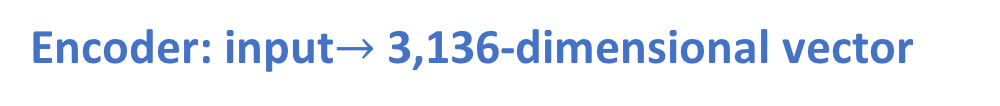 Encoder: input→ 3,136-dimensional vector